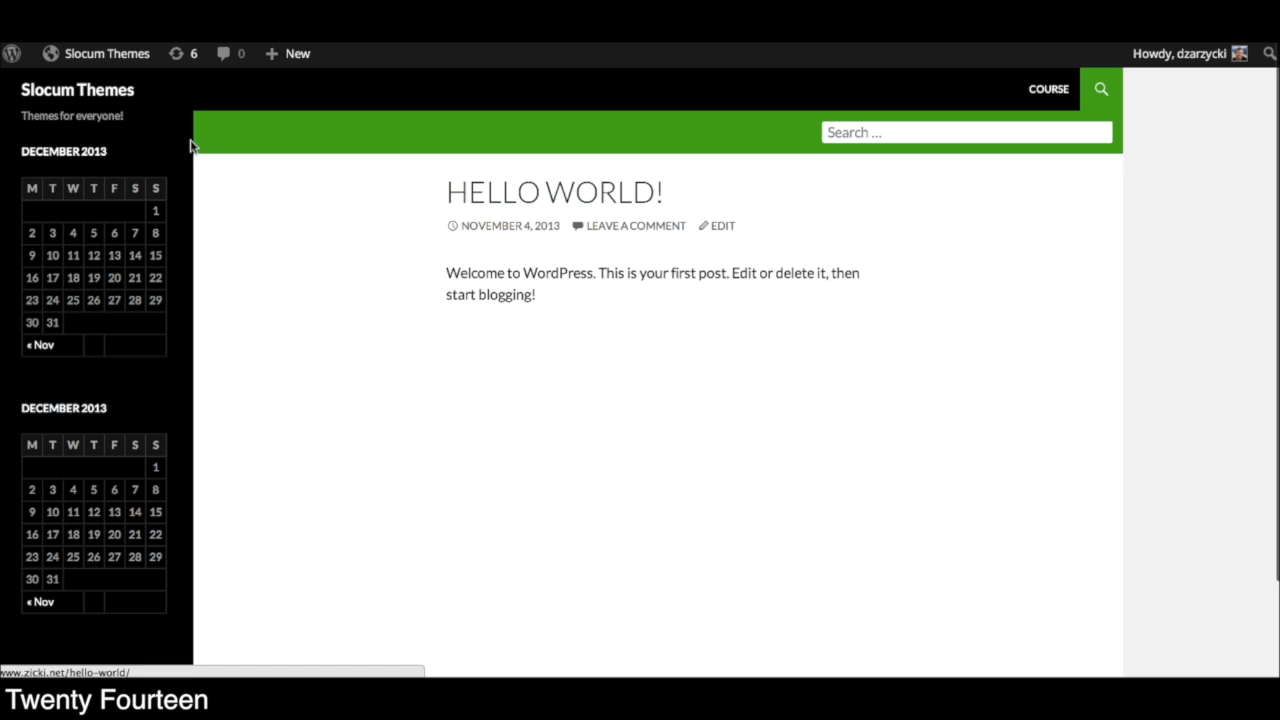 Slocum Themes 6 0 New Howdy, dzarzycki
Slocum Themes COURSE
Themes for everyone!
Search ...
DECEMBER 2013
M T W T F S S
1
2 3 4 5 6 7 8
9 10 11 12 13 14 15
16 17 18 19 20 21 22
23 24 25 26 27 28 29
30 31
« Nov
DECEMBER 2013
M T W T F S S
1
2 3 4 5 6 7 8
9 10 11 12 13 14 15
16 17 18 19 20 21 22
23 24 25 26 27 28 29
30 31
« Nov
HELLO WORLD!
NOVEMBER 4, 2013 LEAVE A COMMENT EDIT
Welcome to WordPress. This is your first post. Edit or delete it, then
start blogging!
www.zicki.net/hello-world/
Twenty Fourteen